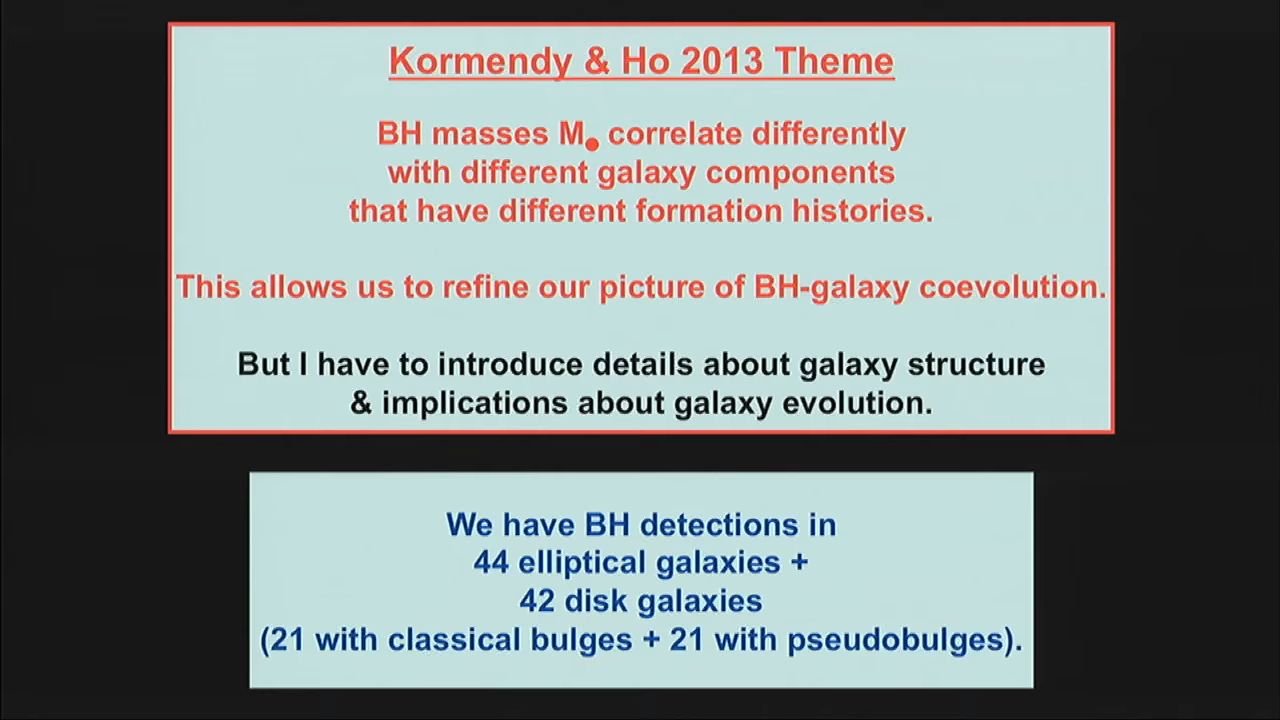 Kormendy & Ho 2013 Theme
BH masses M● correlate differently
with different galaxy components
that have different formation histories.
This allows us to refine our picture of BH-galaxy coevolution.
But I have to introduce details about galaxy structure
& implications about galaxy evolution.
We have BH detections in
44 elliptical galaxies +
42 disk galaxies
(21 with classical bulges + 21 with pseudobulges).